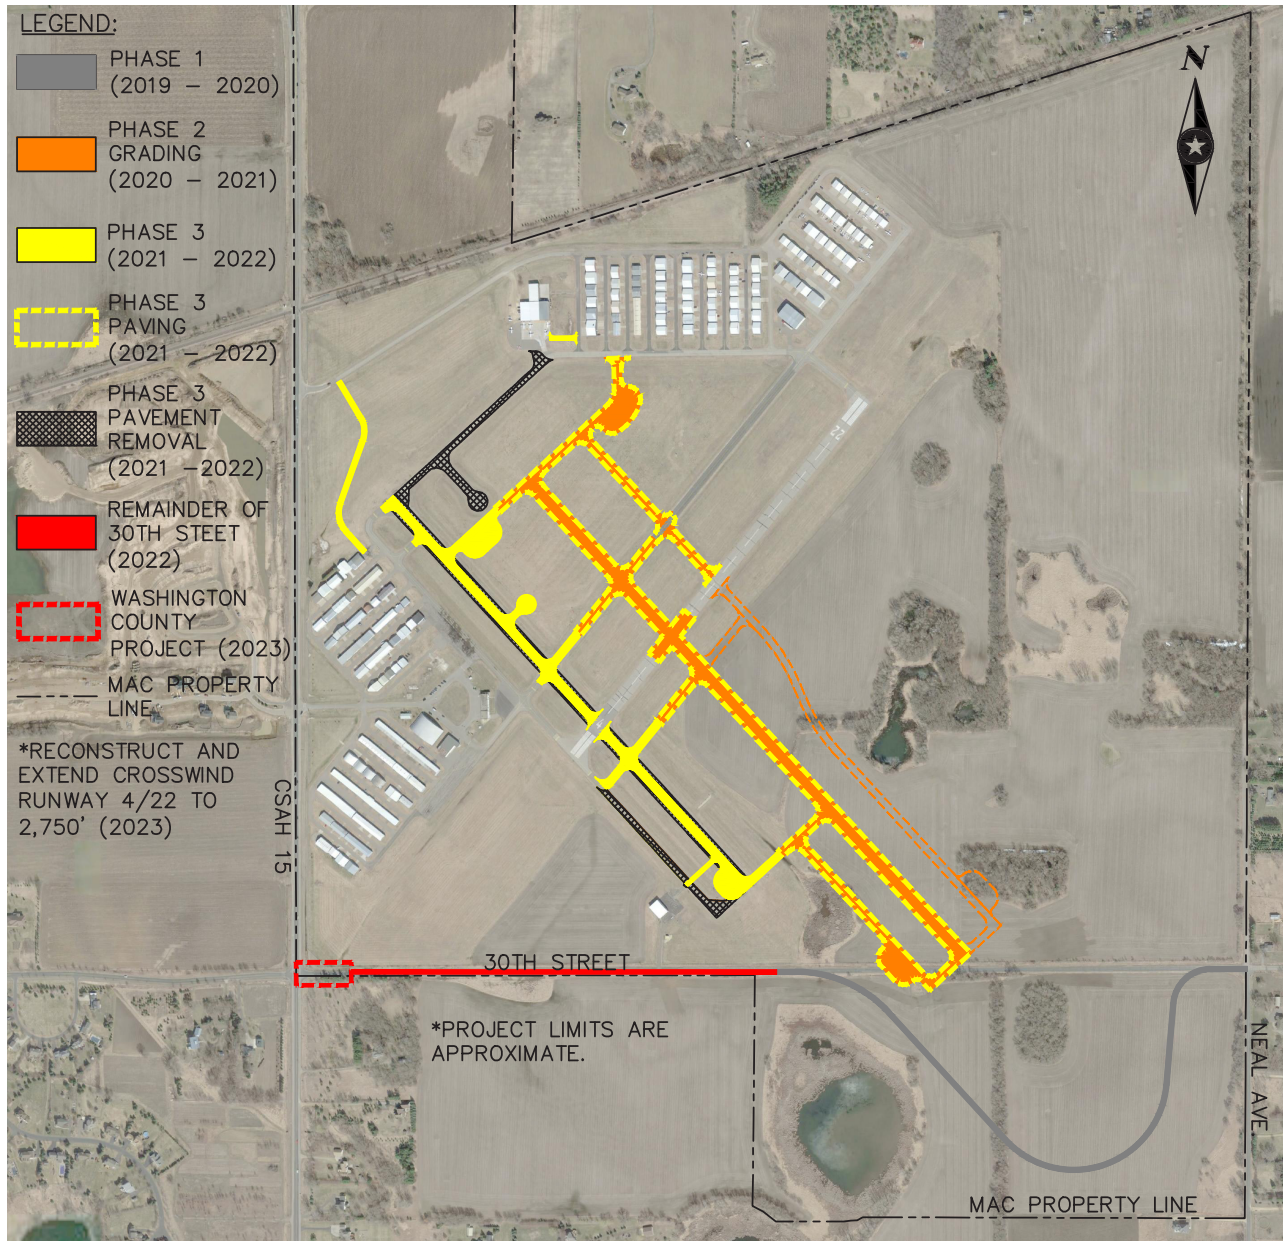 LEGEND:
PHASE 1
(2019 – 2020)
PHASE 2
GRADING
(2020 – 2021)
PHASE 3
(2021 – 2022)
PHASE 3
PAVING
(2021 – 2022)
PHASE 3
PAVEMENT
REMOVAL
(2021 –2022)
REMAINDER OF
30TH STEET
(2022)
WASHINGTON
COUNTY
PROJECT (2023)
MAC PROPERTY
LINE
*RECONSTRUCT AND
EXTEND CROSSWIND
RUNWAY 4/22 TO
2,750' (2023)
CSAH 15
N
22
30TH STREET
*PROJECT LIMITS ARE
APPROXIMATE.
NEAL AVE.
MAC PROPERTY LINE